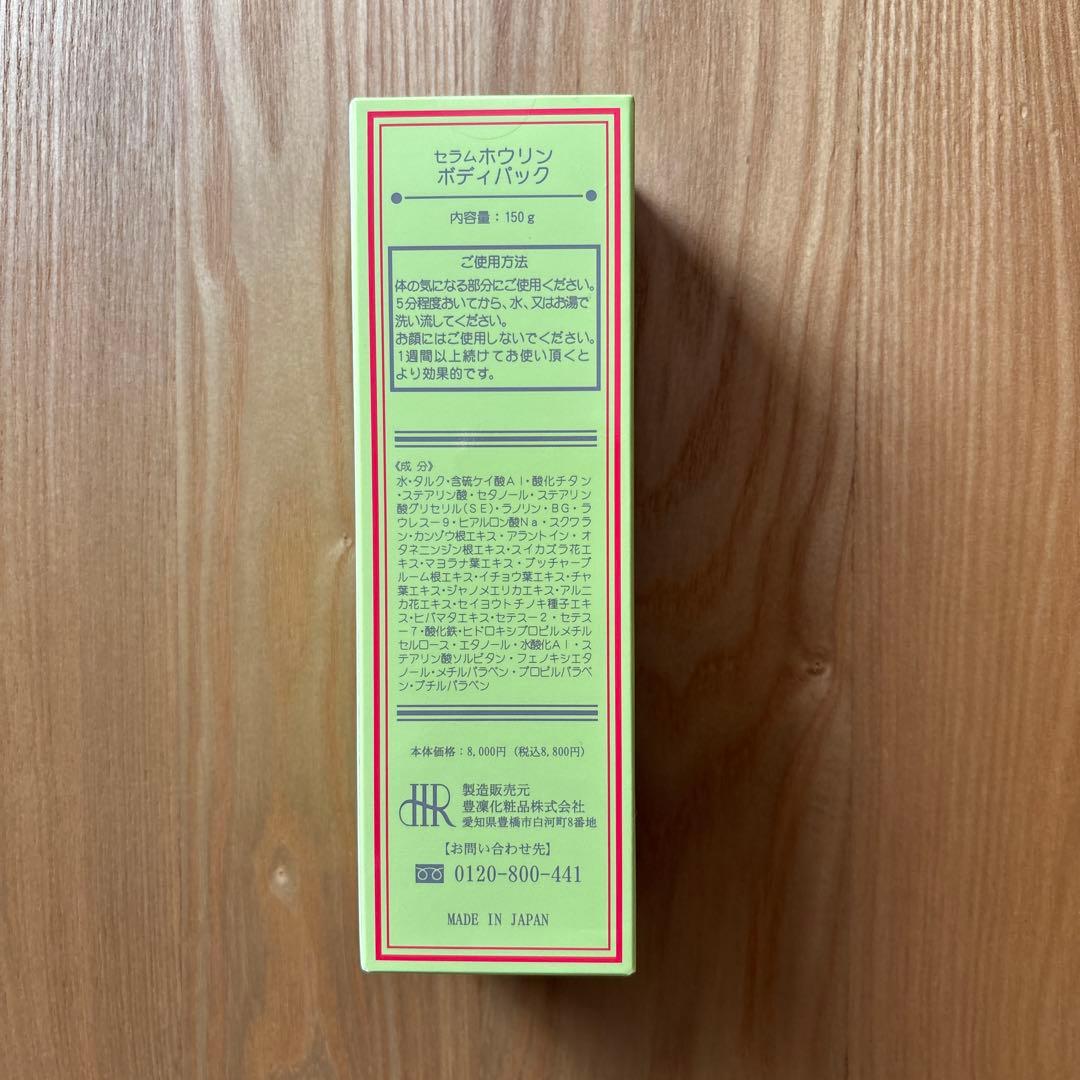 セラムホウリン
ボディパック
内容量：150g
ご使用方法
体の気になる部分にご使用ください。
5分程度おいてから、水、又はお湯で
洗い流してください。
お顔にはご使用しないでください。
1週間以上続けてお使い頂くと
より効果的です。
《成分》
水・タルク・含硫ケイ酸Al・酸化チタン
・ステアリン酸・セタノール・ステアリン
酸グリセリル(SE)・ラノリン・BG・ラ
ウレス－9・ヒアルロン酸Na・スクワラ
ン・カンゾウ根エキス・アラントイン・オ
タネニンジン根エキス・スイカズラ花エ
キス・マヨラナ葉エキス・ブッチャーブ
ルーム根エキス・イチョウ葉エキス・チャ
葉エキス・ジャノメエリカエキス・アルニ
カ花エキス・セイヨウトチノキ種子エキ
ス・ヒバマタエキス・セテス－2・セテス
－7・酸化鉄・ヒドロキシプロピルメチル
セルロース・エタノール・水酸化Al・ス
テアリン酸ソルビタン・フェノキシエタ
ノール・メチルパラベン・プロピルパラベ
ン・ブチルパラベン
本体価格：8,000円（税込8,800円）
HR
製造販売元
豊凜化粧品株式会社
愛知県豊橋市白河町8番地
【お問い合わせ先】
0120-800-441
MADE IN JAPAN